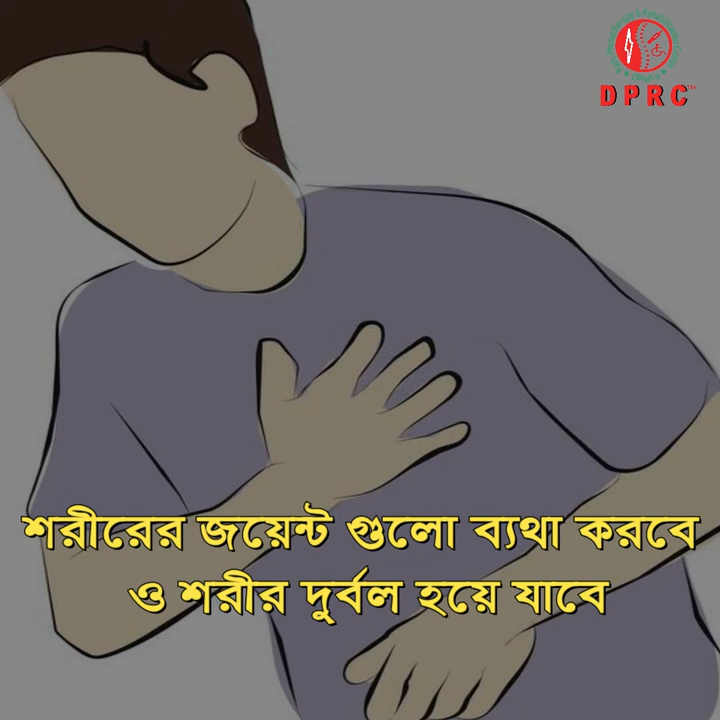 DPRC
শরীরের জয়েন্ট গুলো ব্যথা করবে
ও শরীর দুর্বল হয়ে যাবে